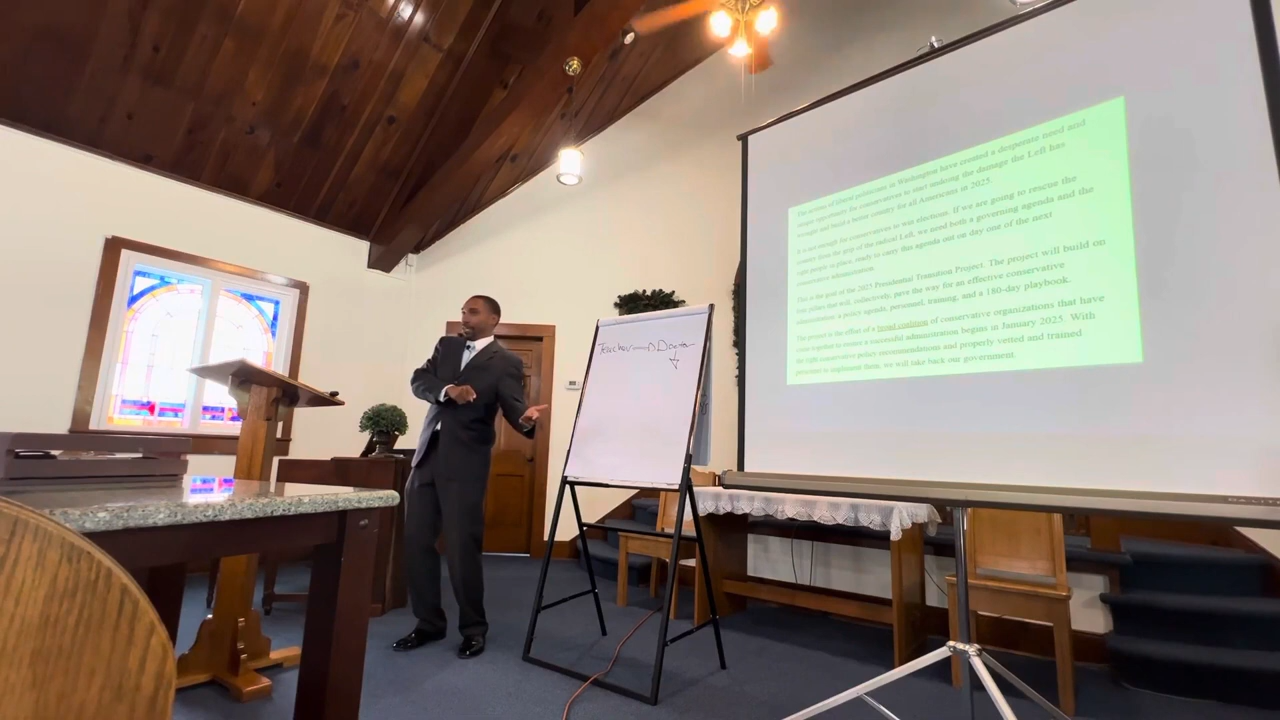 Teacher Doctor
The actions of liberal politicians in Washington have created a desperate need and
unique opportunity for conservatives to start undoing the damage the Left has
wrought and build a better country for all Americans in 2025.
It is not enough for conservatives to win elections. If we are going to rescue the
country from the grip of the radical Left, we need both a governing agenda and the
right people in place, ready to carry this agenda out on day one of the next
conservative administration.
This is the goal of the 2025 Presidential Transition Project. The project will build on
four pillars that will, collectively, pave the way for an effective conservative
administration: a policy agenda, personnel, training, and a 180-day playbook.
The project is the effort of a broad coalition of conservative organizations that have
come together to ensure a successful administration begins in January 2025. With
the right conservative policy recommendations and properly vetted and trained
personnel to implement them, we will take back our government.
DA-LITE